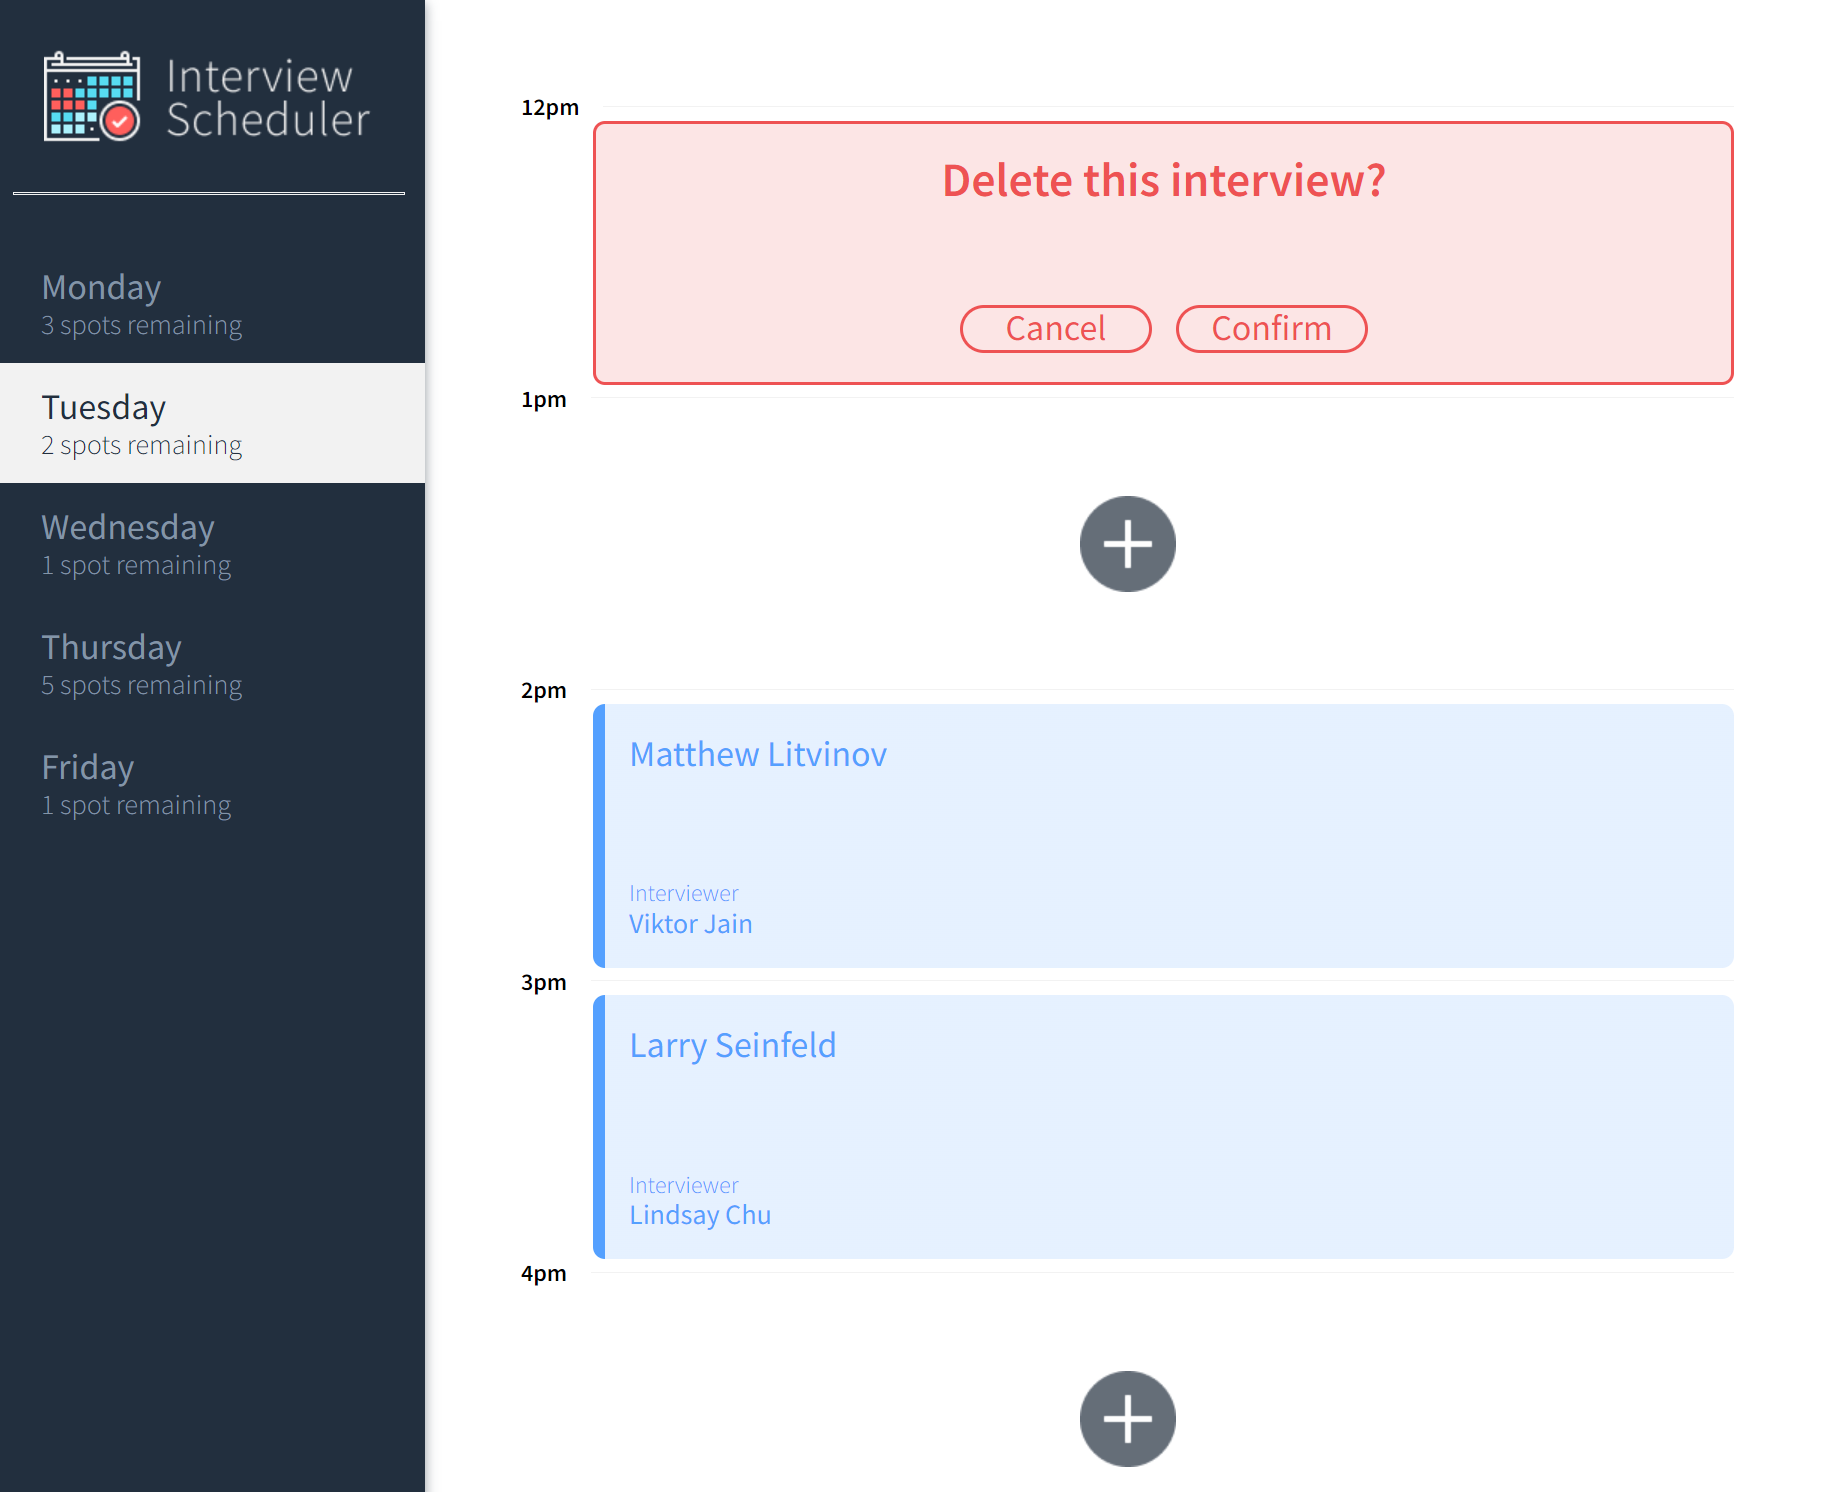 Interview
Scheduler
Monday
3 spots remaining
Tuesday
2 spots remaining
Wednesday
1 spot remaining
Thursday
5 spots remaining
Friday
1 spot remaining
12pm
Delete this interview?
Cancel Confirm
1pm
2pm
Matthew Litvinov
Interviewer
Viktor Jain
3pm
Larry Seinfeld
Interviewer
Lindsay Chu
4pm